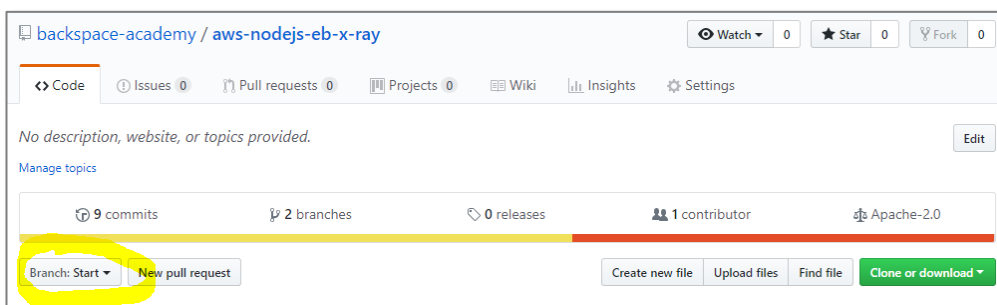 backspace-academy / aws-nodejs-eb-x-ray Watch 0 Star 0 Fork 0
Code Issues 0 Pull requests 0 Projects 0 Wiki Insights Settings
No description, website, or topics provided. Edit
Manage topics
9 commits 2 branches 0 releases 1 contributor Apache-2.0
Branch: Start New pull request Create new file Upload files Find file Clone or download